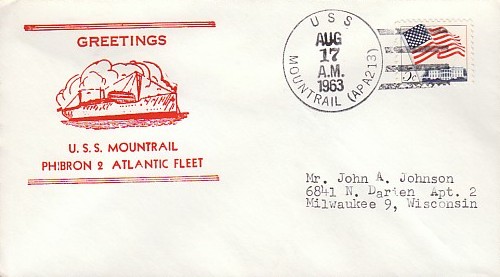 GREETINGS
U.S.S. MOUNTRAIL
PHIBRON 2 ATLANTIC FLEET
USS
MOUNTRAIL (APA213)
AUG
17
A.M.
1963
5¢
Mr. John A. Johnson
6841 N. Darien Apt. 2
Milwaukee 9, Wisconsin